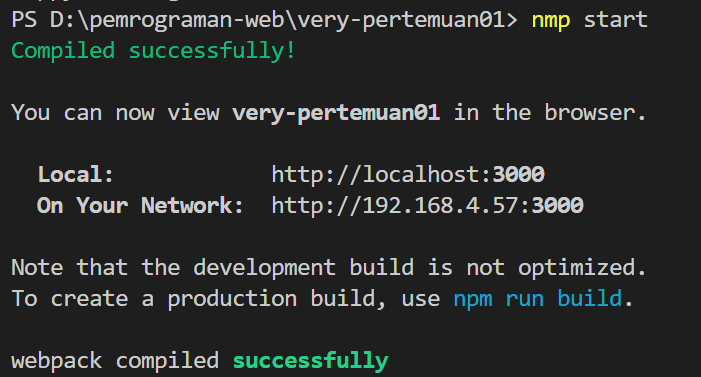 PS D:\pemrograman-web\very-pertemuan01> nmp start
Compiled successfully!
You can now view very-pertemuan01 in the browser.
Local: http://localhost:3000
On Your Network: http://192.168.4.57:3000
Note that the development build is not optimized.
To create a production build, use npm run build.
webpack compiled successfully